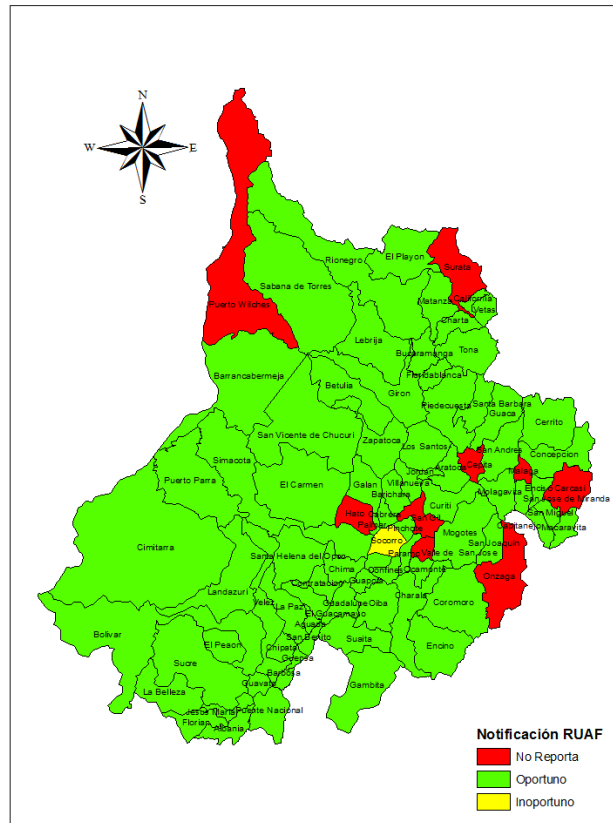 N
W E
S
El Playon
Rionegro
Surata
Sabana de Torres
California
Matanza
Vetas
Puerto Wilches
Charta
Lebrija
Bucaramanga
Tona
Barrancabermeja
Floridablanca
Betulia
Giron
Piedecuesta
Santa Barbara
Guaca
Cerrito
San Vicente de Chucuri
Zapatoca
Los Santos
San Andres
Concepcion
Simacota
Aratoca
Cepita
Malaga
Puerto Parra
Jordan
El Carmen
Galan
Villanueva
Molagavita
Enciso
Carcasi
Barichara
San Jose de Miranda
Hato
Cabrera
Curiti
San Gil
San Miguel
Palmar
Pinchote
Mogotes
Capitanejo
Macaravita
Socorro
San Joaquin
Cimitarra
Santa Helena del Opon
Paramo
Valle de San Jose
Chima
Confines
Ocamonte
Onzaga
Contratacion
Guapota
Landazuri
Charala
Velez
La Paz
Guadalupe
Oiba
Coromoro
El Guacamayo
Aguada
Bolivar
San Benito
Suaita
El Peaon
Chipata
Encino
Sucre
Guepsa
Barbosa
Guavata
Gambita
La Belleza
Jesus Maria
Puente Nacional
Florian
Albania
Notificación RUAF
No Reporta
Oportuno
Inoportuno